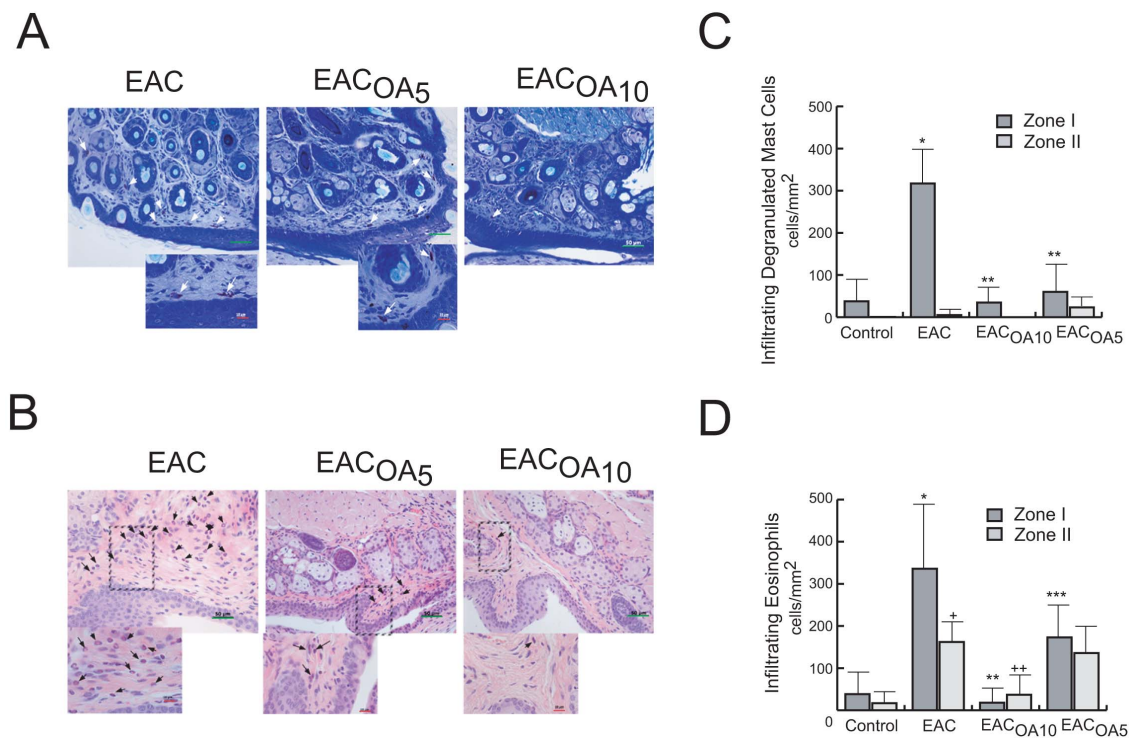 A
EAC
EACOA5
EACOA10
50 µm
B
EAC
EACOA5
EACOA10
50 µm
50 µm
50 µm
C
Infiltrating Degranulated Mast Cells
cells/mm2
500
400
300
200
100
0
Zone I
Zone II
*
**
**
Control
EAC
EACOA10
EACOA5
D
Infiltrating Eosinophils
cells/mm2
500
400
300
200
100
0
Zone I
Zone II
*
+
**
++
***
Control
EAC
EACOA10
EACOA5